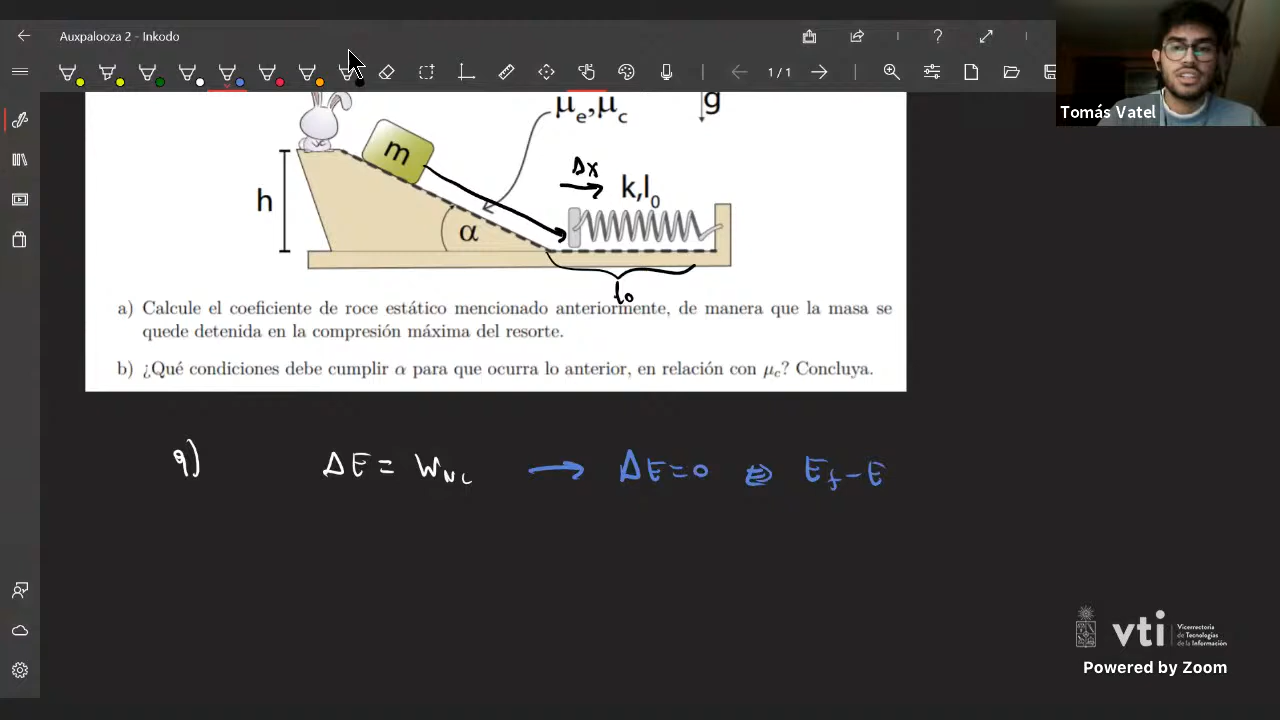 Auxpalooza 2 - Inkodo
1/1
Tomás Vatel
μe,μc
g
m
Δx
k,l0
h
α
l0
a) Calcule el coeficiente de roce estático mencionado anteriormente, de manera que la masa se
quede detenida en la compresión máxima del resorte.
b) ¿Qué condiciones debe cumplir α para que ocurra lo anterior, en relación con μc? Concluya.
a) ΔE = WNC → ΔE=0 ⇔ Ef-E
vti Vicerrectoría
de Tecnologías
de la Información
Powered by Zoom